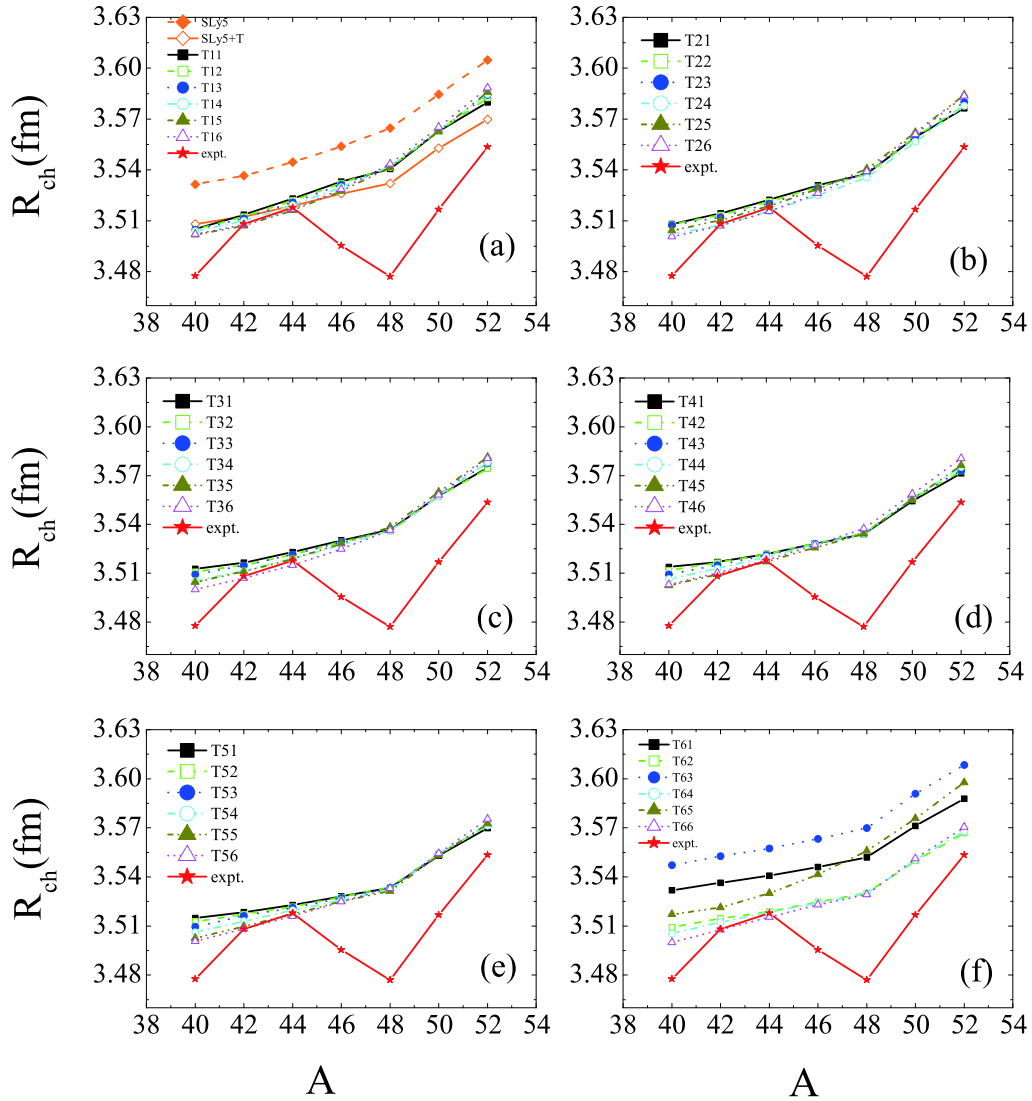 3.63
3.60
3.57
3.54
3.51
3.48
R_ch(fm)
SLy5
SLy5+T
T11
T12
T13
T14
T15
T16
expt.
(a)
38 40 42 44 46 48 50 52 54
3.63
3.60
3.57
3.54
3.51
3.48
T21
T22
T23
T24
T25
T26
expt.
(b)
38 40 42 44 46 48 50 52 54
3.63
3.60
3.57
3.54
3.51
3.48
R_ch(fm)
T31
T32
T33
T34
T35
T36
expt.
(c)
38 40 42 44 46 48 50 52 54
3.63
3.60
3.57
3.54
3.51
3.48
T41
T42
T43
T44
T45
T46
expt.
(d)
38 40 42 44 46 48 50 52 54
3.63
3.60
3.57
3.54
3.51
3.48
R_ch(fm)
T51
T52
T53
T54
T55
T56
expt.
(e)
38 40 42 44 46 48 50 52 54
A
3.63
3.60
3.57
3.54
3.51
3.48
T61
T62
T63
T64
T65
T66
expt.
(f)
38 40 42 44 46 48 50 52 54
A